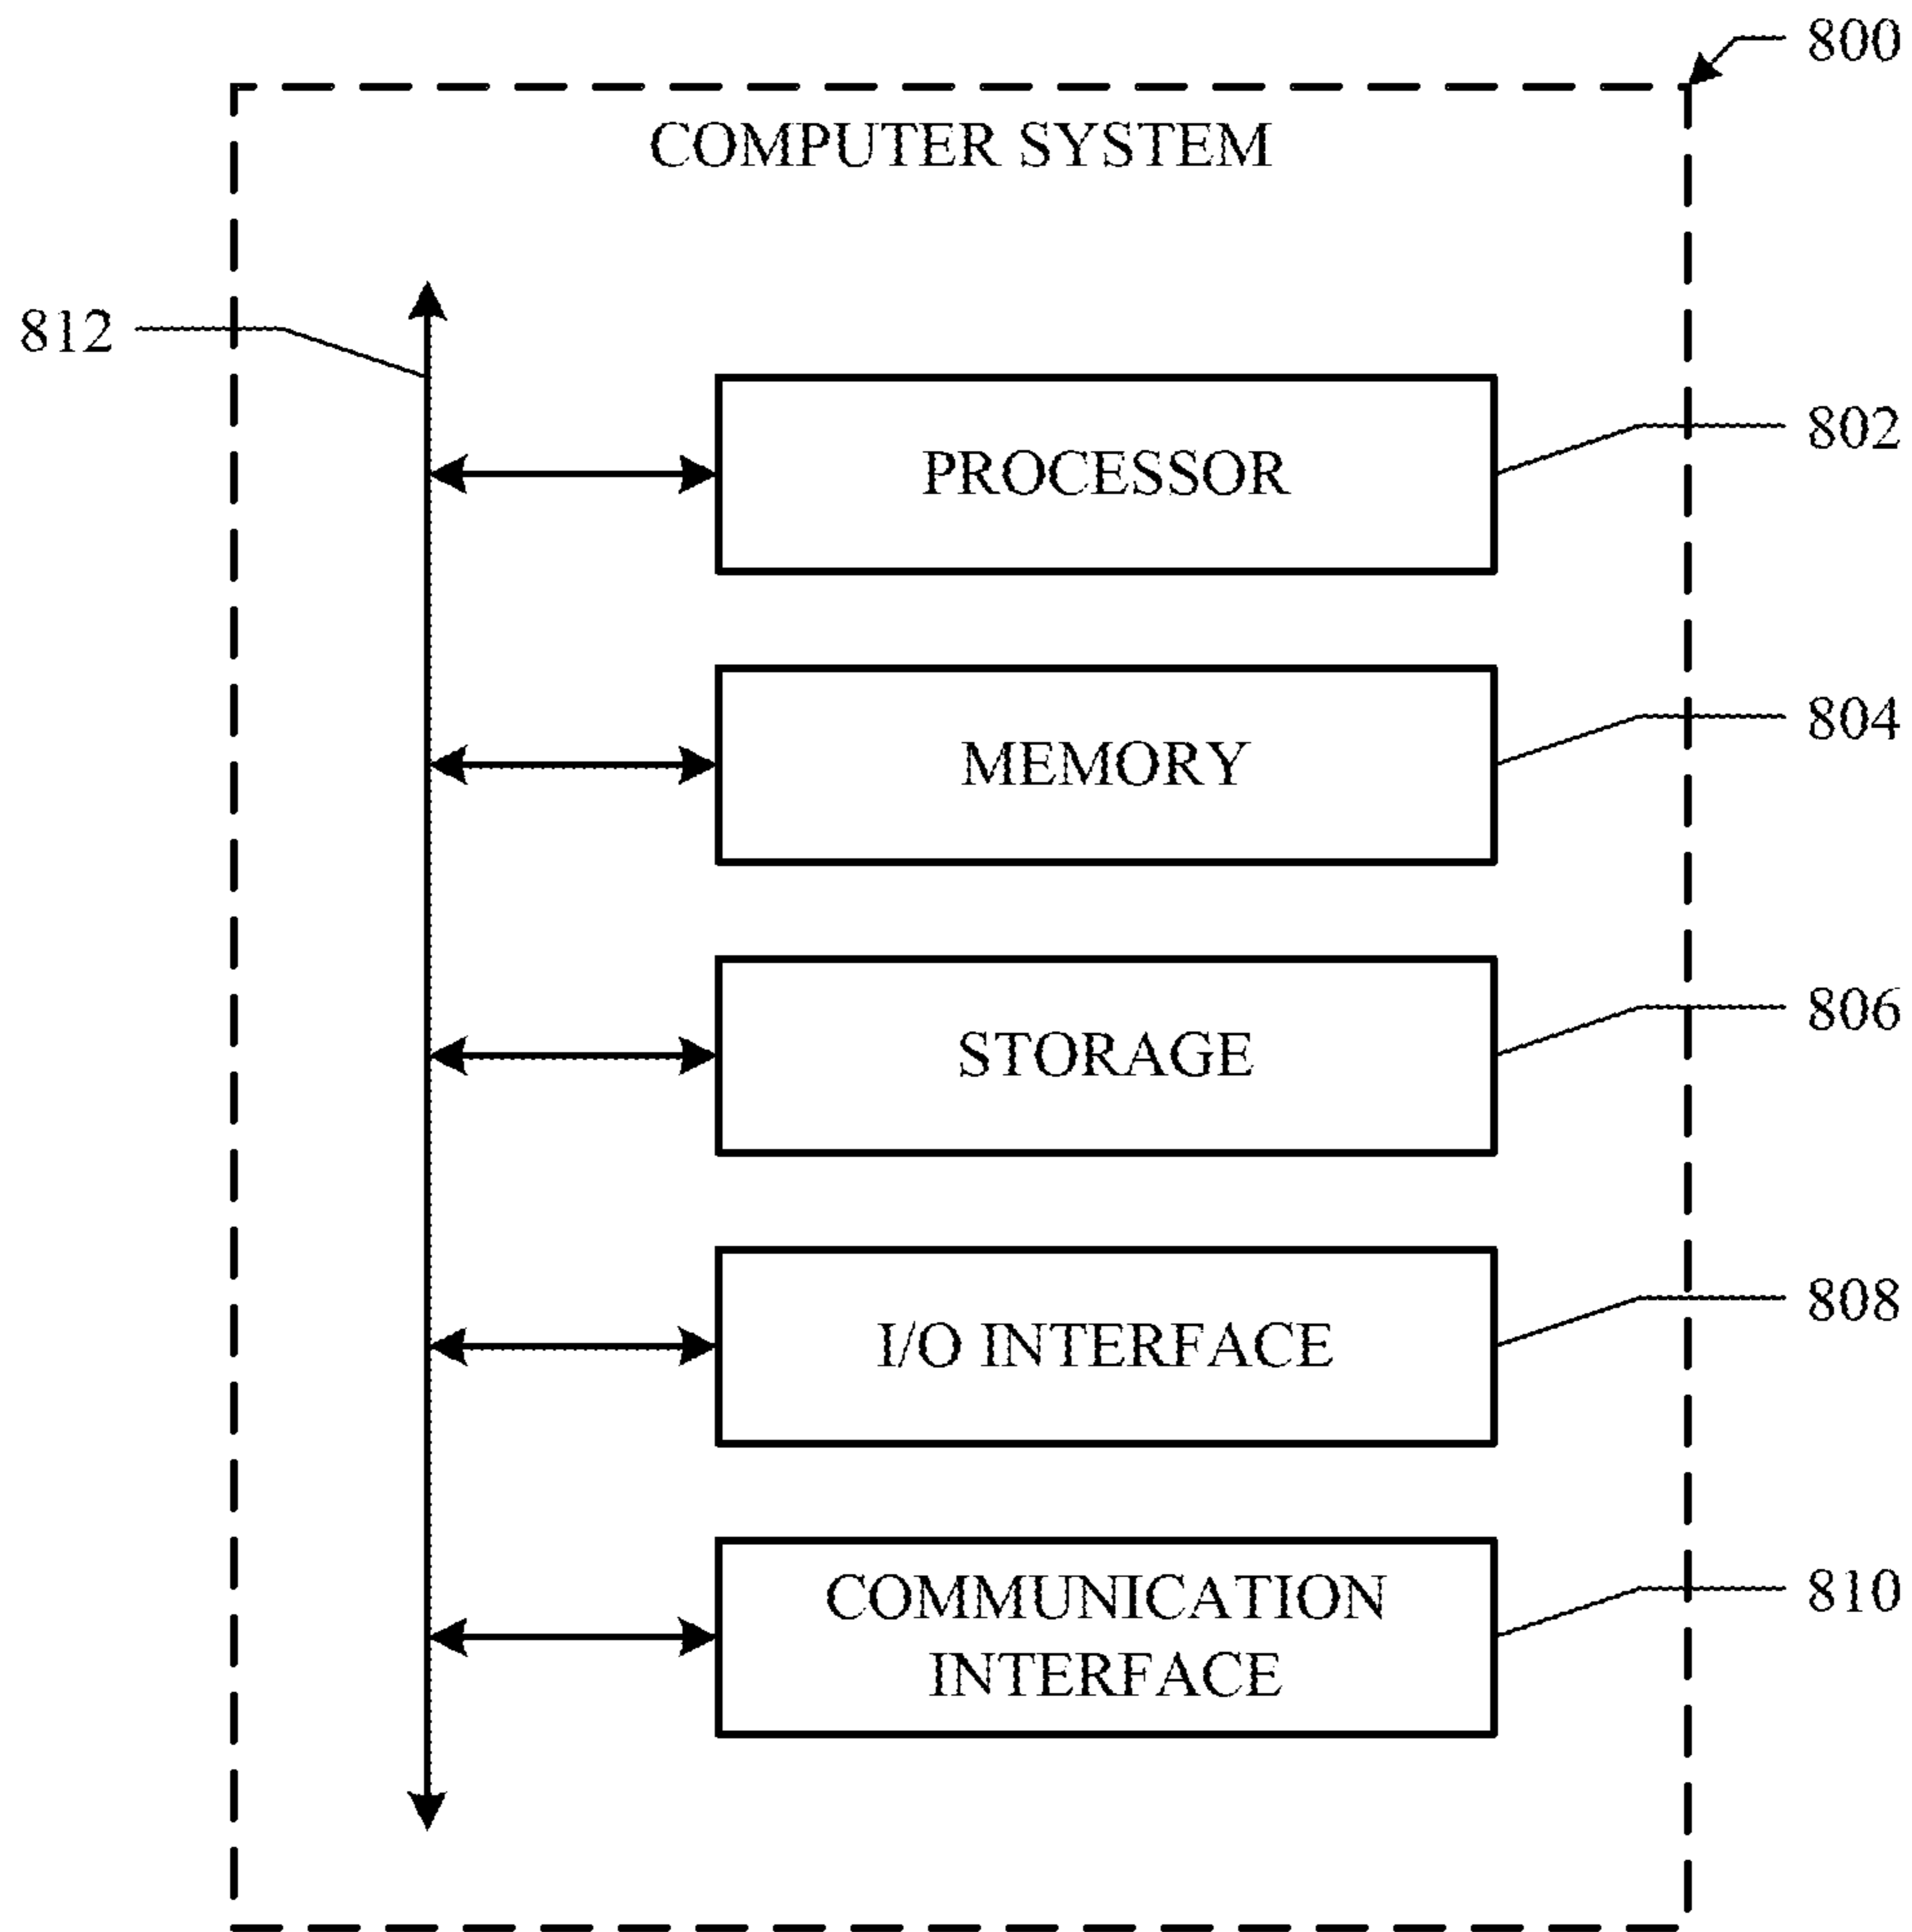 800
COMPUTER SYSTEM
812
PROCESSOR
802
MEMORY
804
STORAGE
806
I/O INTERFACE
808
COMMUNICATION
INTERFACE
810